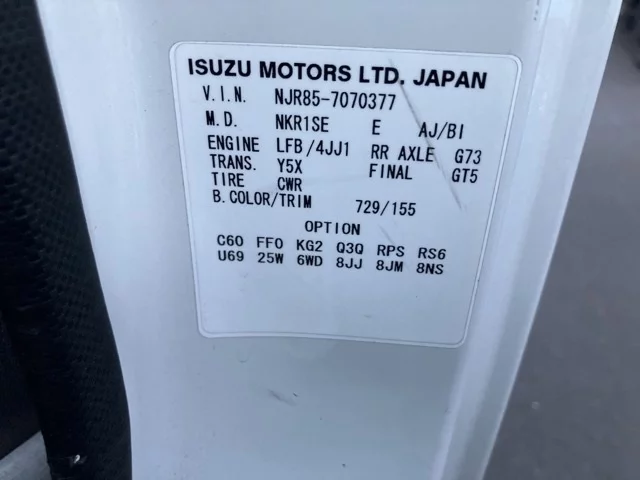 ISUZU MOTORS LTD. JAPAN
V.I.N. NJR85-7070377
M.D. NKR1SE E AJ/BI
ENGINE LFB/4JJ1 RR AXLE G73
TRANS. Y5X FINAL GT5
TIRE CWR
B.COLOR/TRIM 729/155
OPTION
C60 FF0 KG2 Q3Q RPS RS6
U69 25W 6WD 8JJ 8JM 8NS